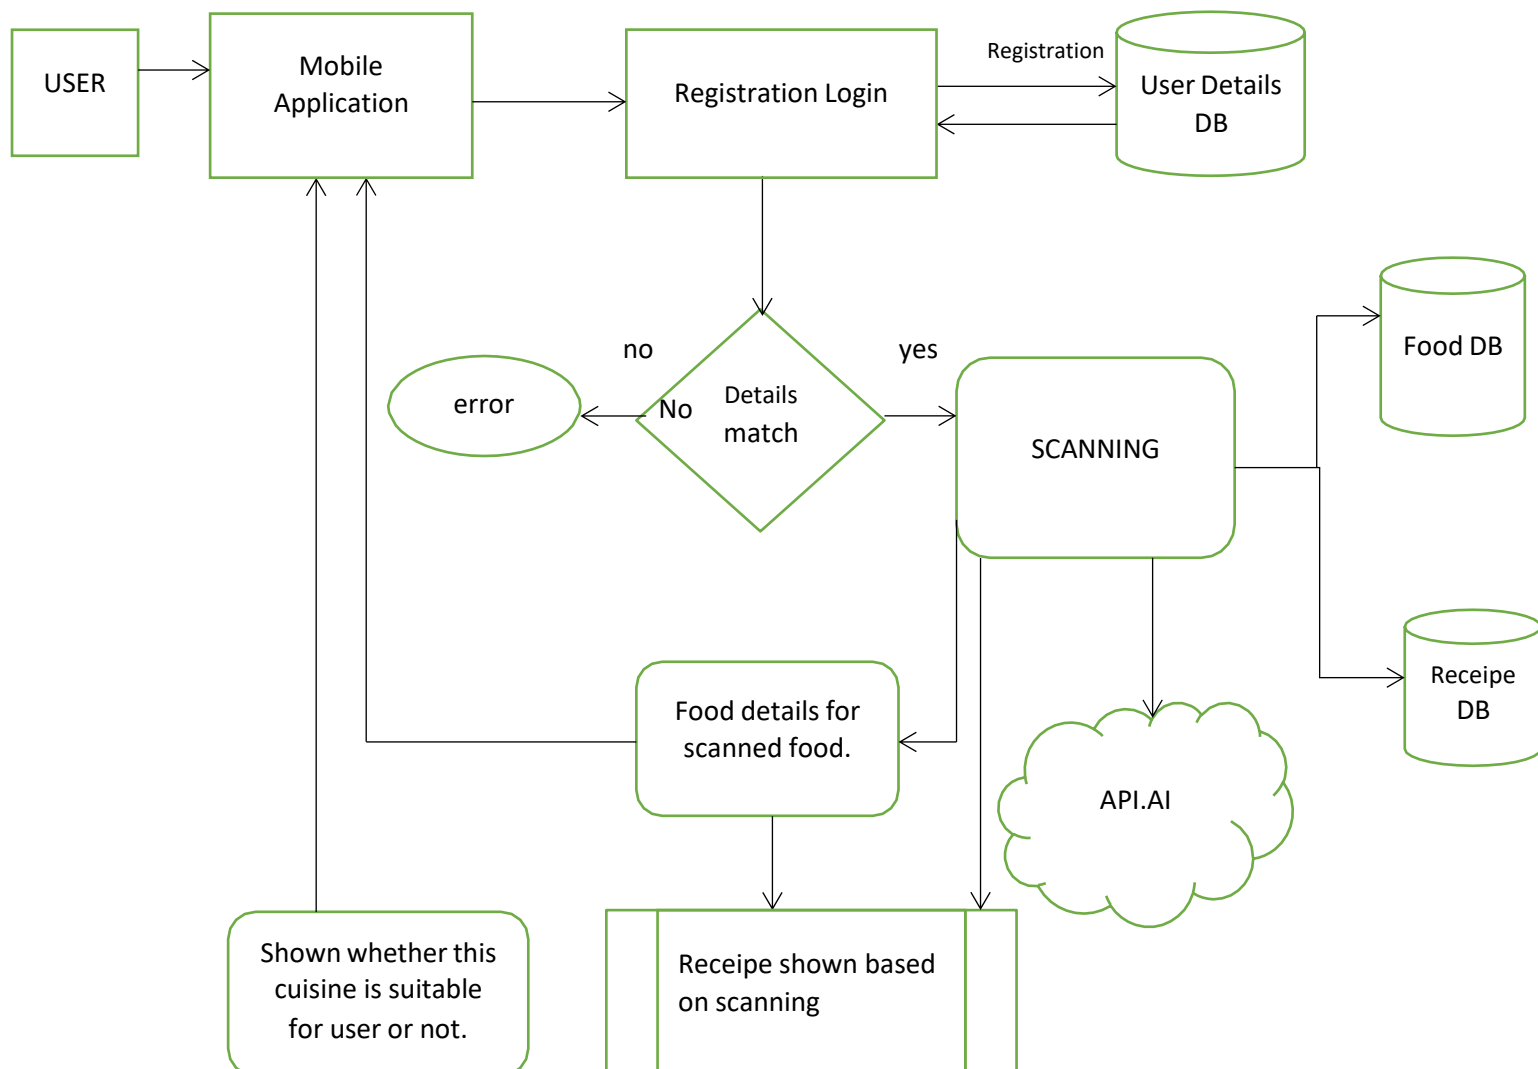 USER
Mobile
Application
Registration Login
Registration
User Details
DB
no
yes
error
No
Details
match
SCANNING
Food DB
Receipe
DB
Food details for
scanned food.
API.AI
Shown whether this
cuisine is suitable
for user or not.
Receipe shown based
on scanning